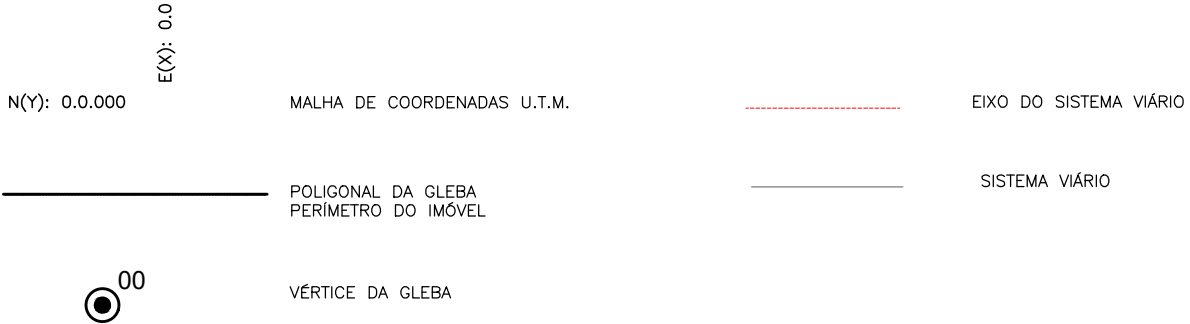 E(X): 0.0
N(Y): 0.0.000
MALHA DE COORDENADAS U.T.M.
POLIGONAL DA GLEBA
PERÍMETRO DO IMÓVEL
00
VÉRTICE DA GLEBA
EIXO DO SISTEMA VIÁRIO
SISTEMA VIÁRIO